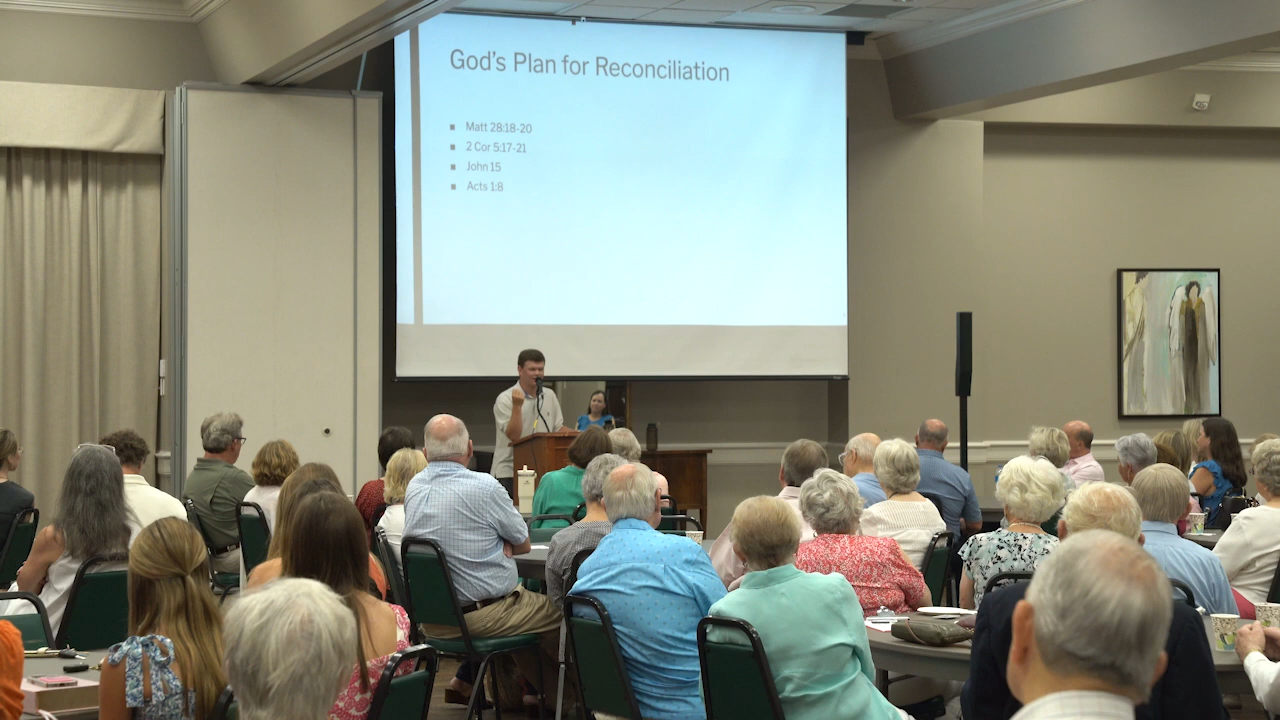 God's Plan for Reconciliation
▪ Matt 28:18-20
▪ 2 Cor 5:17-21
▪ John 15
▪ Acts 1:8